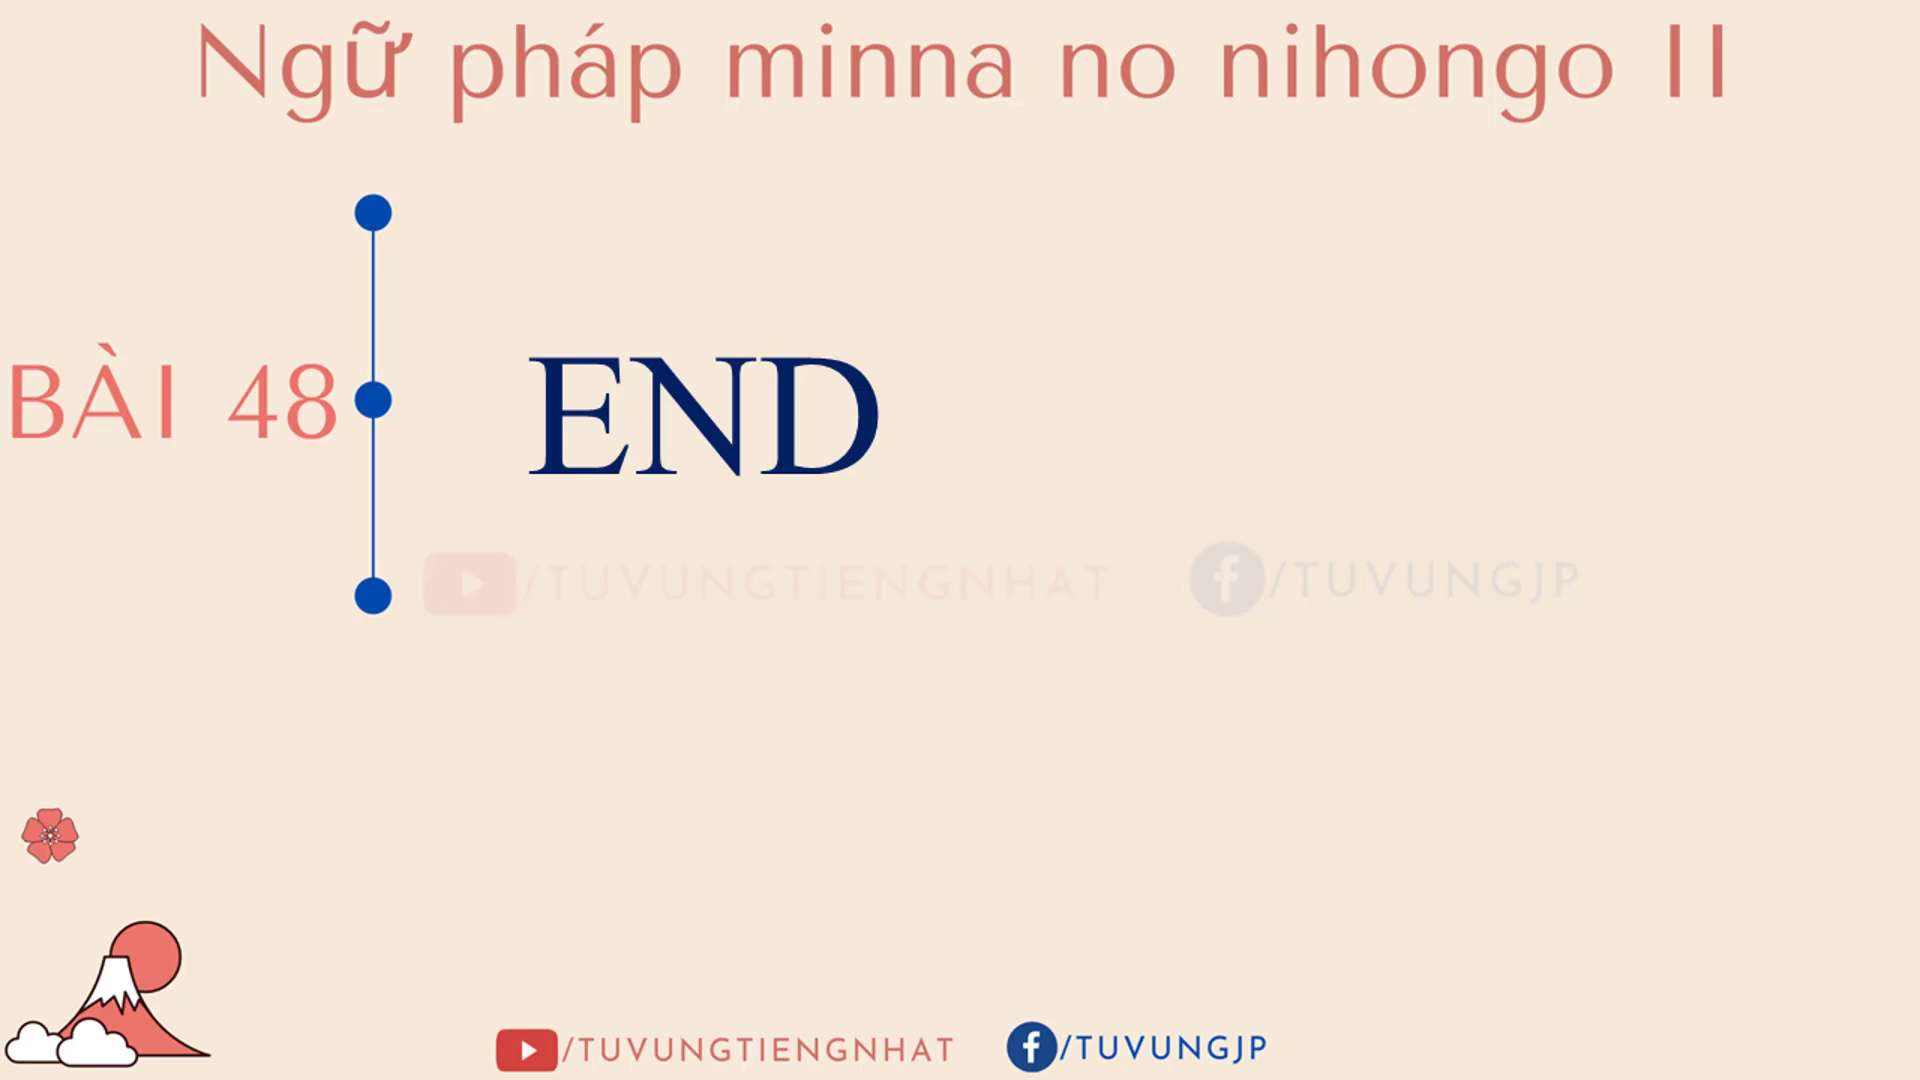 Ngữ pháp minna no nihongo II
BÀI 48
END
/TUVUNGTIENGNHAT /TUVUNGJP
/TUVUNGTIENGNHAT /TUVUNGJP